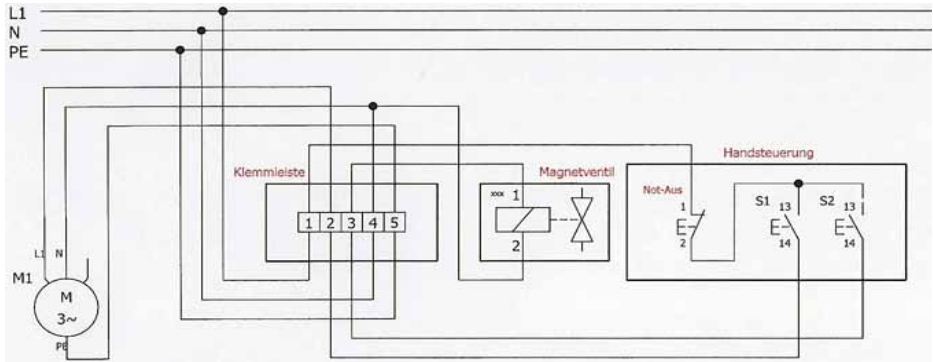 L1
N
PE
Klemmleiste
Magnetventil
Handsteuerung
Not-Aus
xxx 1
2
1 2 3 4 5
1
2
S1 13
14
S2 13
14
L1 N
M1
M
3~
PE